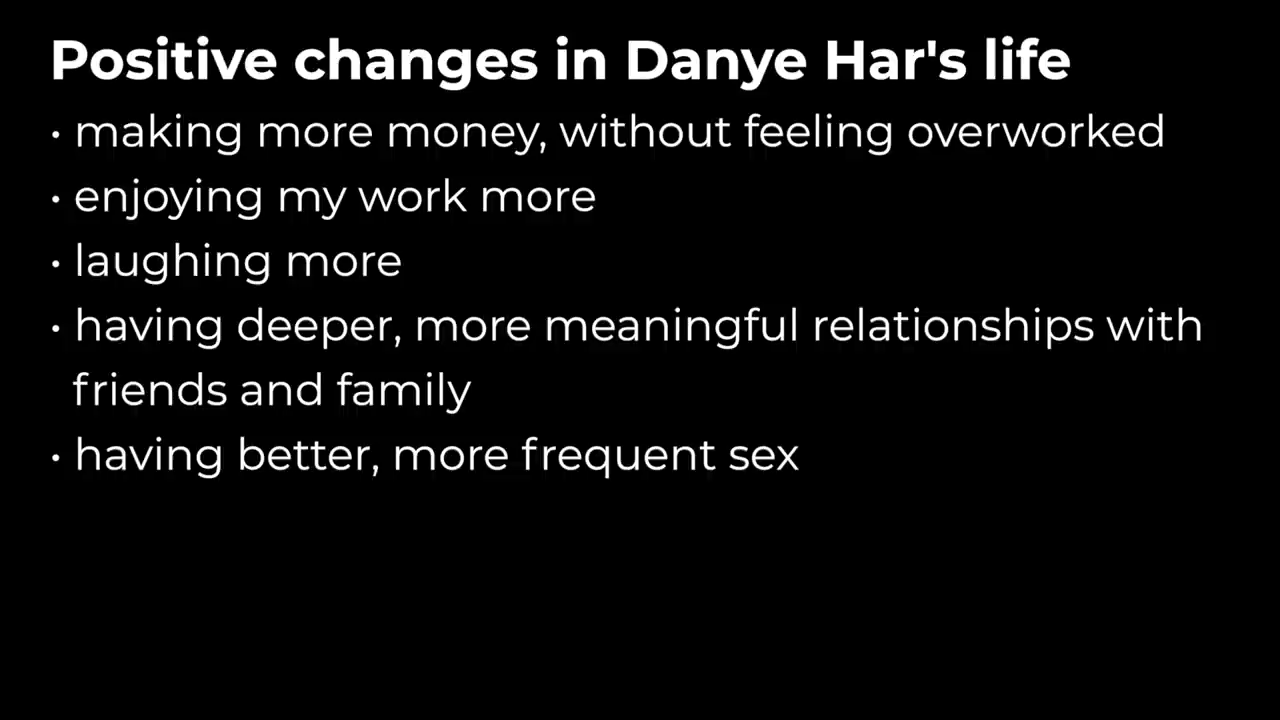 Positive changes in Danye Har's life
• making more money, without feeling overworked
• enjoying my work more
• laughing more
• having deeper, more meaningful relationships with
friends and family
• having better, more frequent sex